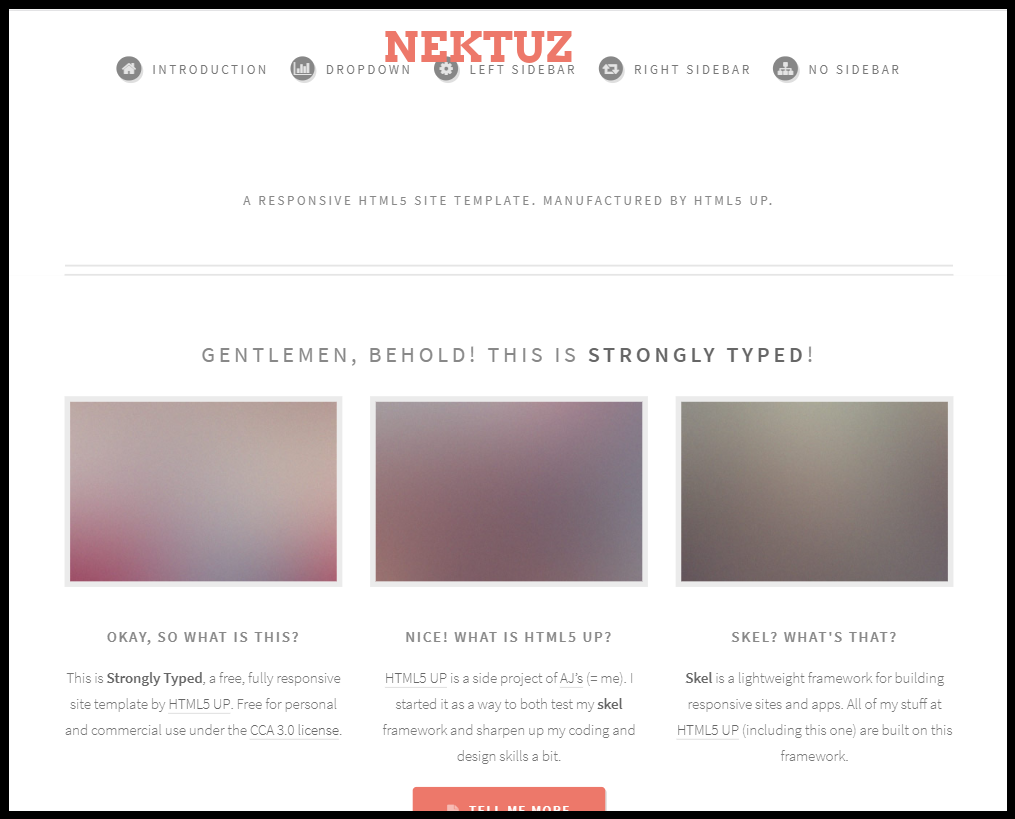 NEKTUZ
INTRODUCTION DROPDOWN LEFT SIDEBAR RIGHT SIDEBAR NO SIDEBAR
A RESPONSIVE HTML5 SITE TEMPLATE. MANUFACTURED BY HTML5 UP.
GENTLEMEN, BEHOLD! THIS IS STRONGLY TYPED!
OKAY, SO WHAT IS THIS?
This is Strongly Typed, a free, fully responsive
site template by HTML5 UP. Free for personal
and commercial use under the CCA 3.0 license.
NICE! WHAT IS HTML5 UP?
HTML5 UP is a side project of AJ’s (= me). I
started it as a way to both test my skel
framework and sharpen up my coding and
design skills a bit.
SKEL? WHAT'S THAT?
Skel is a lightweight framework for building
responsive sites and apps. All of my stuff at
HTML5 UP (including this one) are built on this
framework.
TELL ME MORE